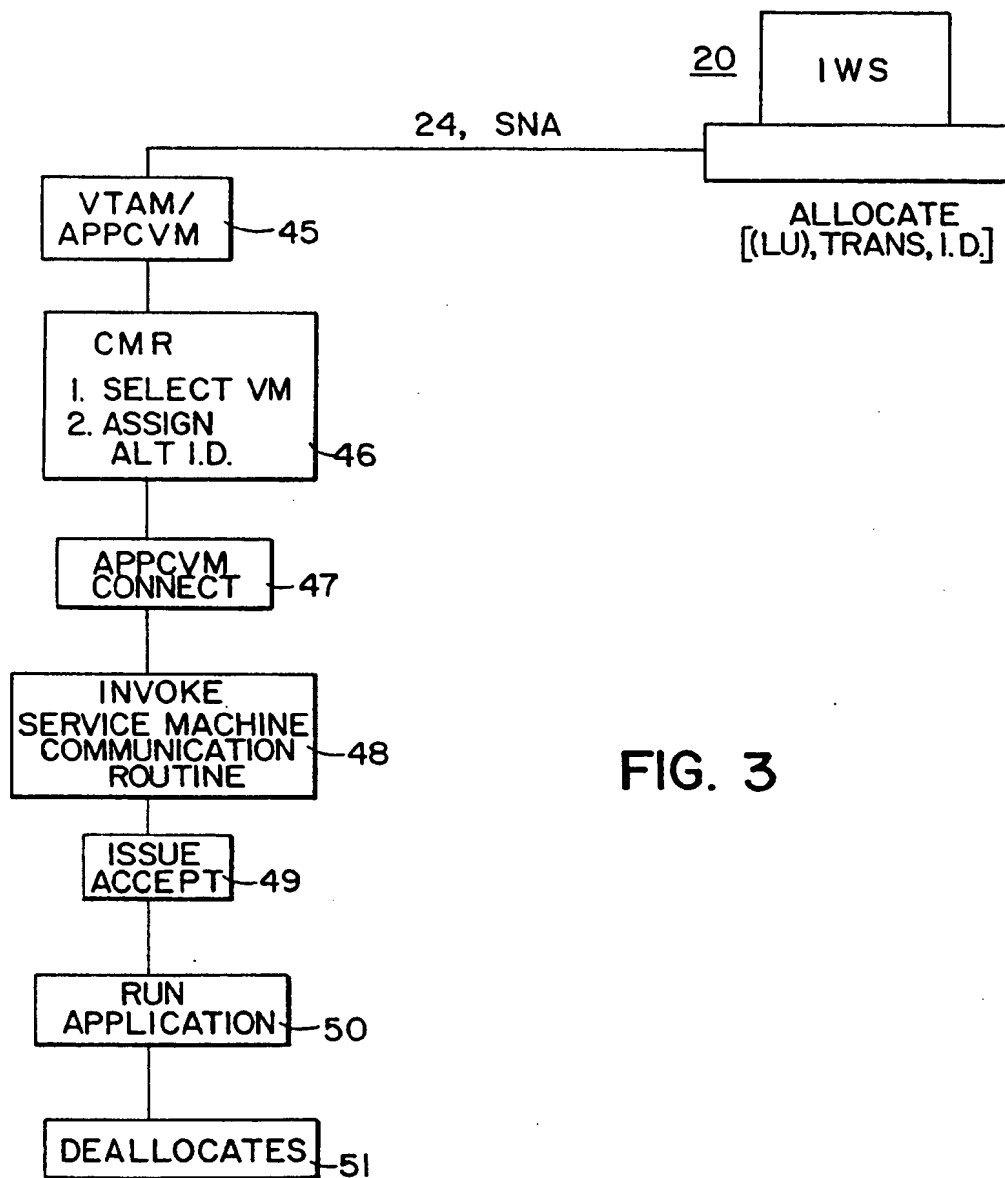 20
IWS
24, SNA
VTAM/
APPCVM
45
ALLOCATE
[(LU), TRANS, I.D.]
CMR
1. SELECT VM
2. ASSIGN
ALT I.D.
46
APPCVM
CONNECT
47
INVOKE
SERVICE MACHINE
COMMUNICATION
ROUTINE
48
FIG. 3
ISSUE
ACCEPT
49
RUN
APPLICATION
50
DEALLOCATES
51